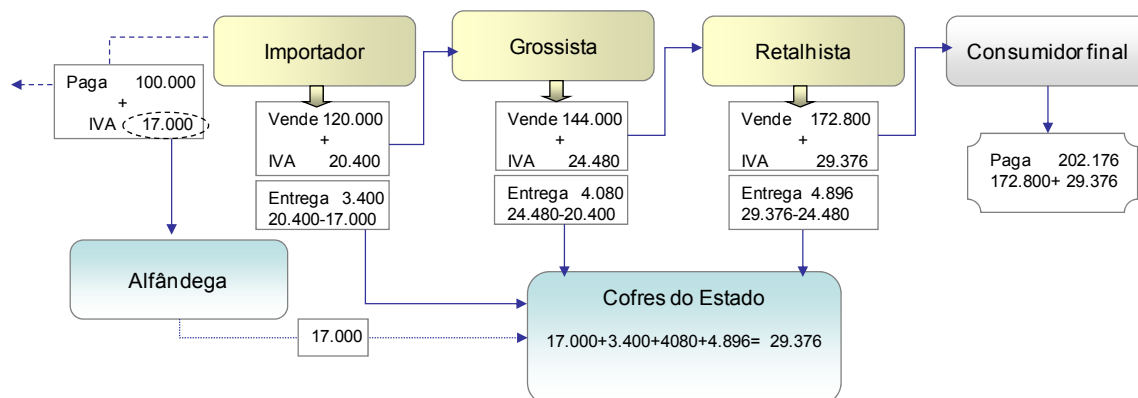 Importador
Grossista
Retalhista
Consumidor final
Paga 100.000
+
IVA 17.000
Vende 120.000
+
IVA 20.400
Entrega 3.400
20.400-17.000
Vende 144.000
+
IVA 24.480
Entrega 4.080
24.480-20.400
Vende 172.800
+
IVA 29.376
Entrega 4.896
29.376-24.480
Paga 202.176
172.800+ 29.376
Alfândega
17.000
Cofres do Estado
17.000+3.400+4080+4.896= 29.376